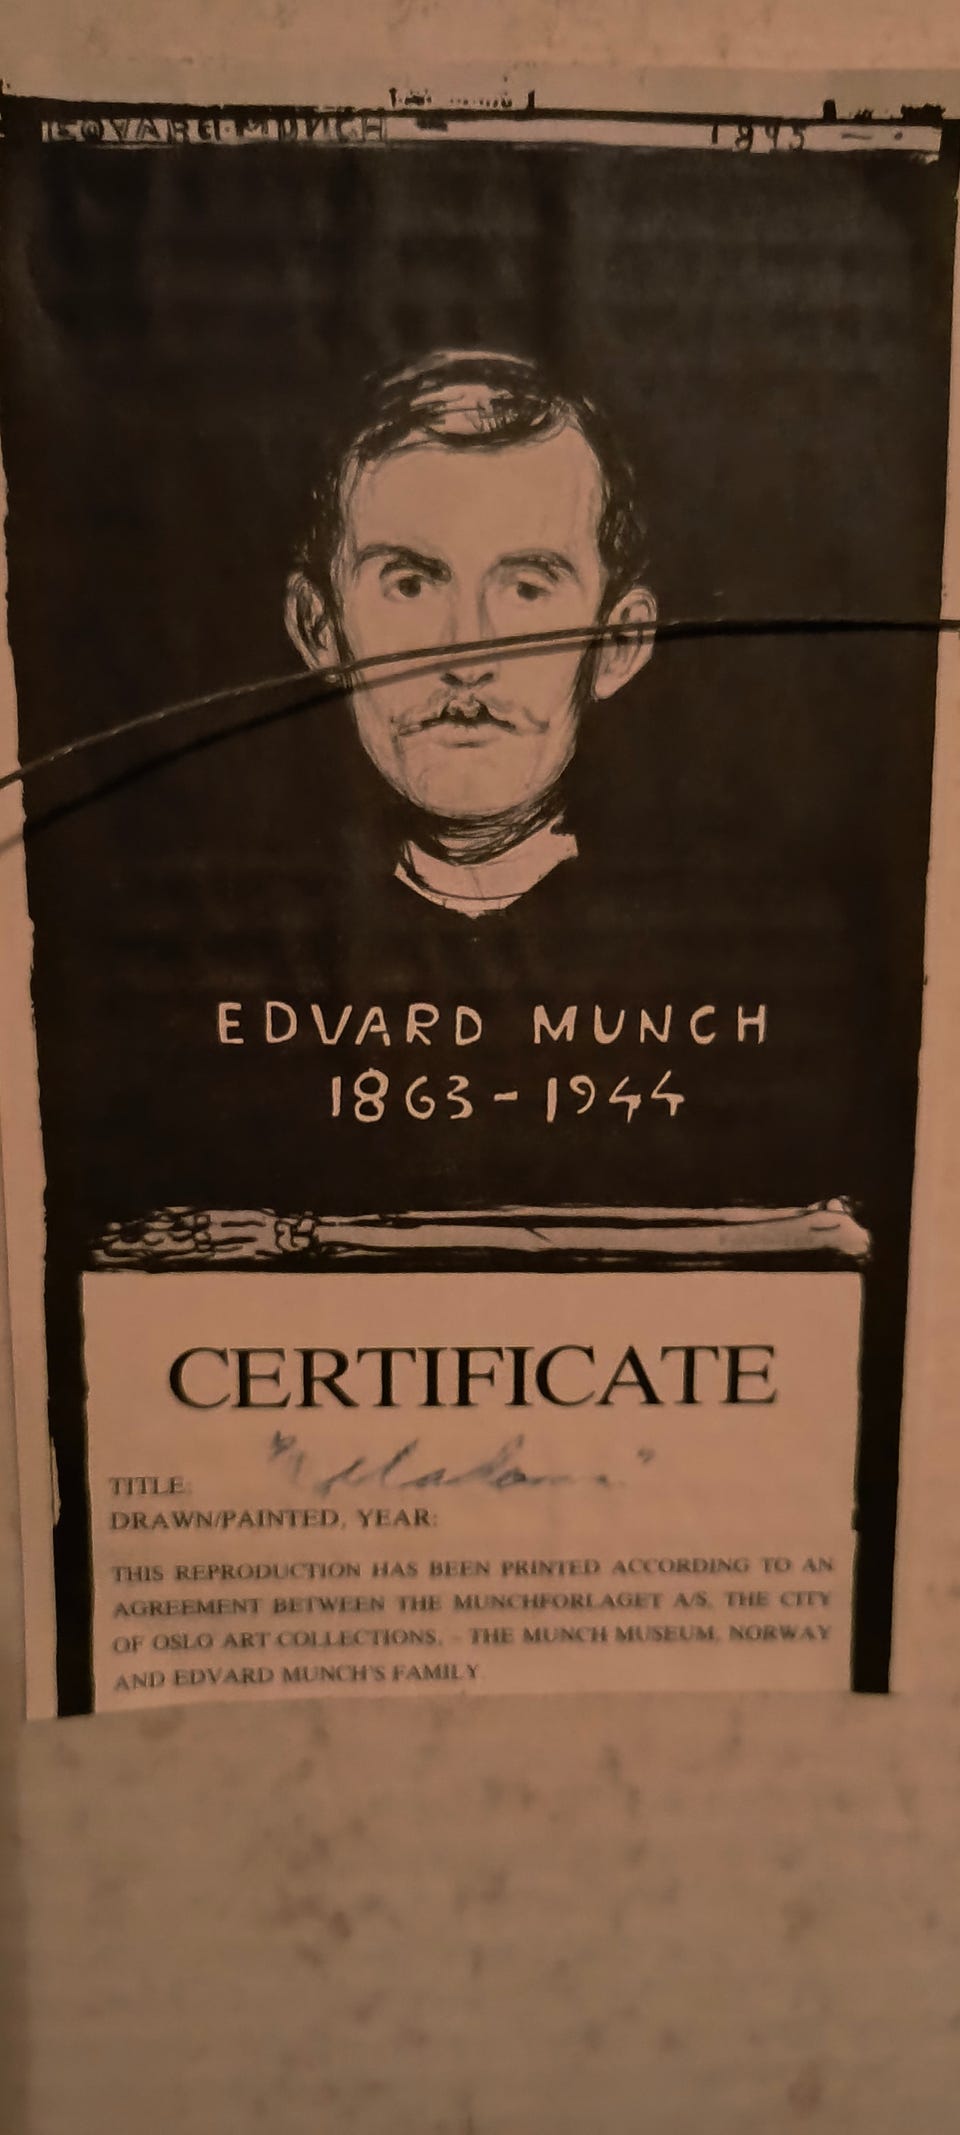 EDVARD MUNCH 1895
EDVARD MUNCH
1863-1944
CERTIFICATE
TITLE:
DRAWN/PAINTED, YEAR:
THIS REPRODUCTION HAS BEEN PRINTED ACCORDING TO AN
AGREEMENT BETWEEN THE MUNCHFORLAGET A/S, THE CITY
OF OSLO ART COLLECTIONS, - THE MUNCH MUSEUM, NORWAY
AND EDVARD MUNCH'S FAMILY